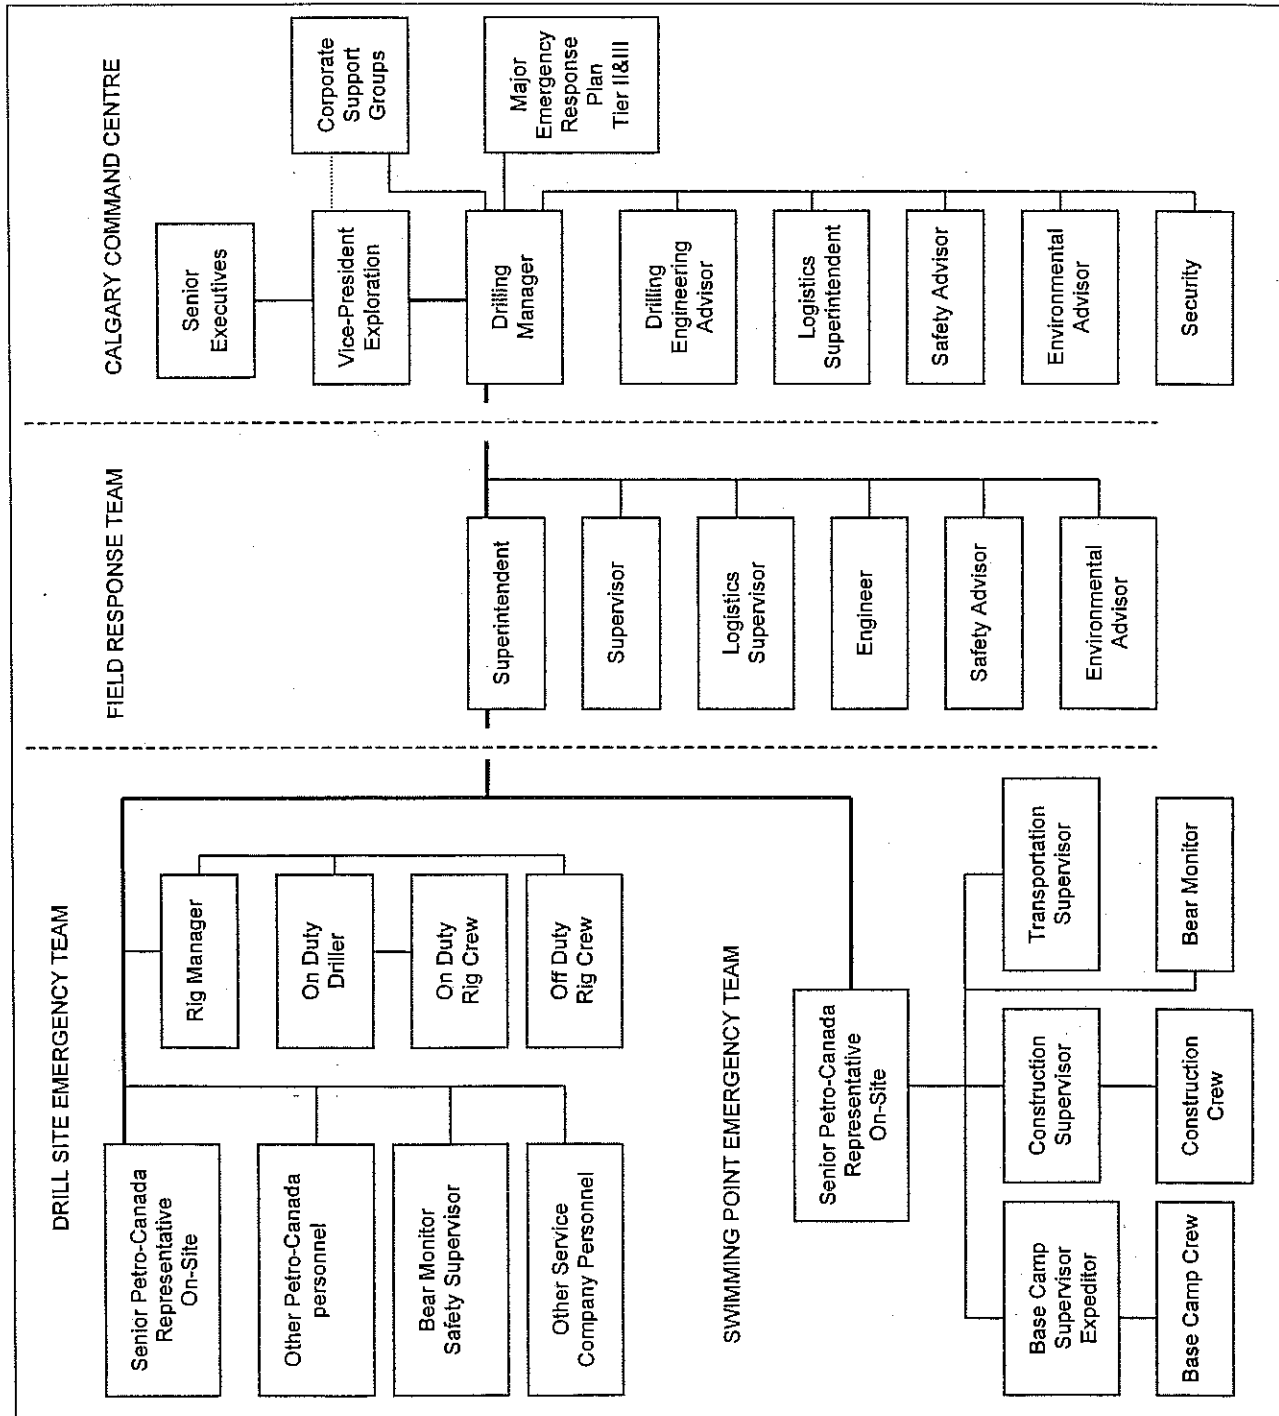 DRILL SITE EMERGENCY TEAM
Senior Petro-Canada
Representative
On-Site
Other Petro-Canada
personnel
Bear Monitor
Safety Supervisor
Other Service
Company Personnel
Rig Manager
On Duty
Driller
On Duty
Rig Crew
Off Duty
Rig Crew
SWIMMING POINT EMERGENCY TEAM
Senior Petro-Canada
Representative
On-Site
Base Camp
Supervisor
Expeditor
Base Camp Crew
Construction
Supervisor
Construction
Crew
Transportation
Supervisor
Bear Monitor
FIELD RESPONSE TEAM
Superintendent
Supervisor
Logistics
Supervisor
Engineer
Safety Advisor
Environmental
Advisor
CALGARY COMMAND CENTRE
Senior
Executives
Vice-President
Exploration
Corporate
Support
Groups
Drilling
Manager
Major
Emergency
Response
Plan
Tier II&III
Drilling
Engineering
Advisor
Logistics
Superintendent
Safety Advisor
Environmental
Advisor
Security